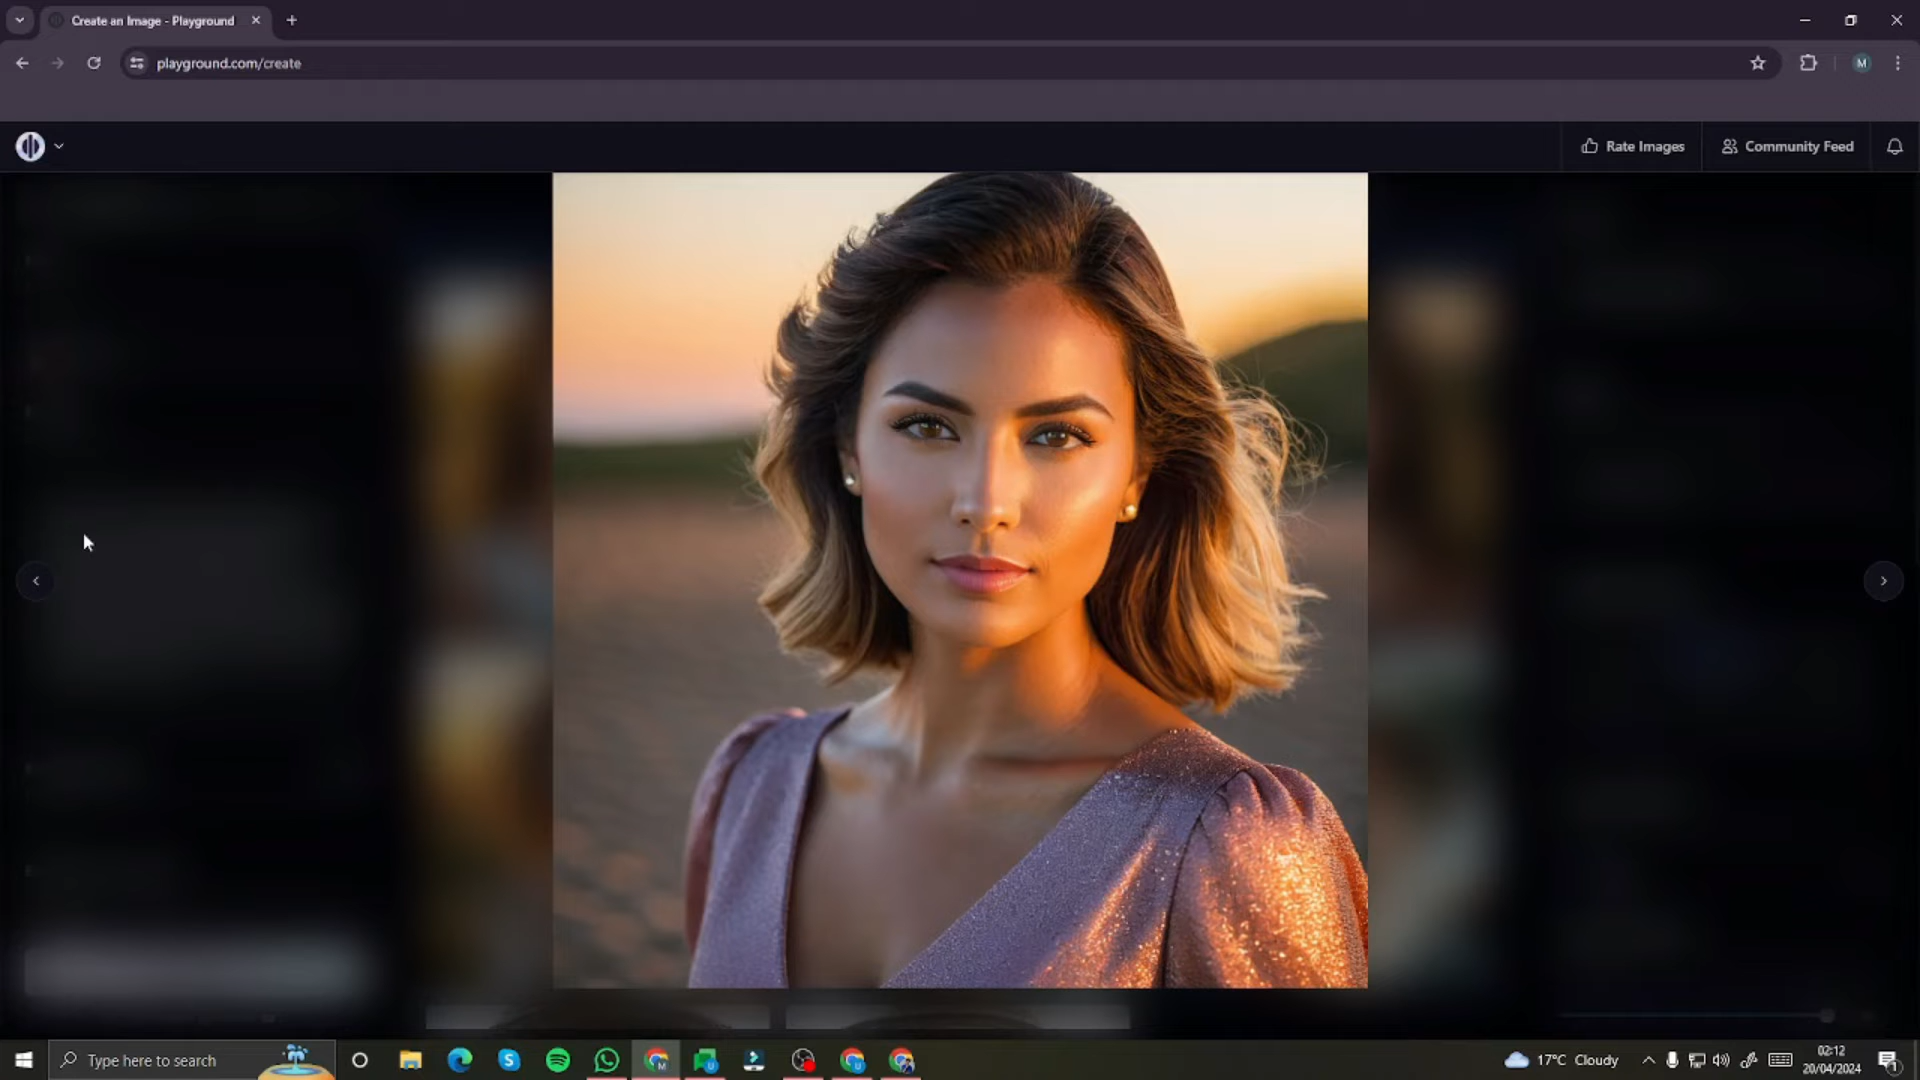 Create an Image - Playground
playground.com/create
M
Rate Images
Community Feed
Type here to search
17°C Cloudy
02:12
20/04/2024